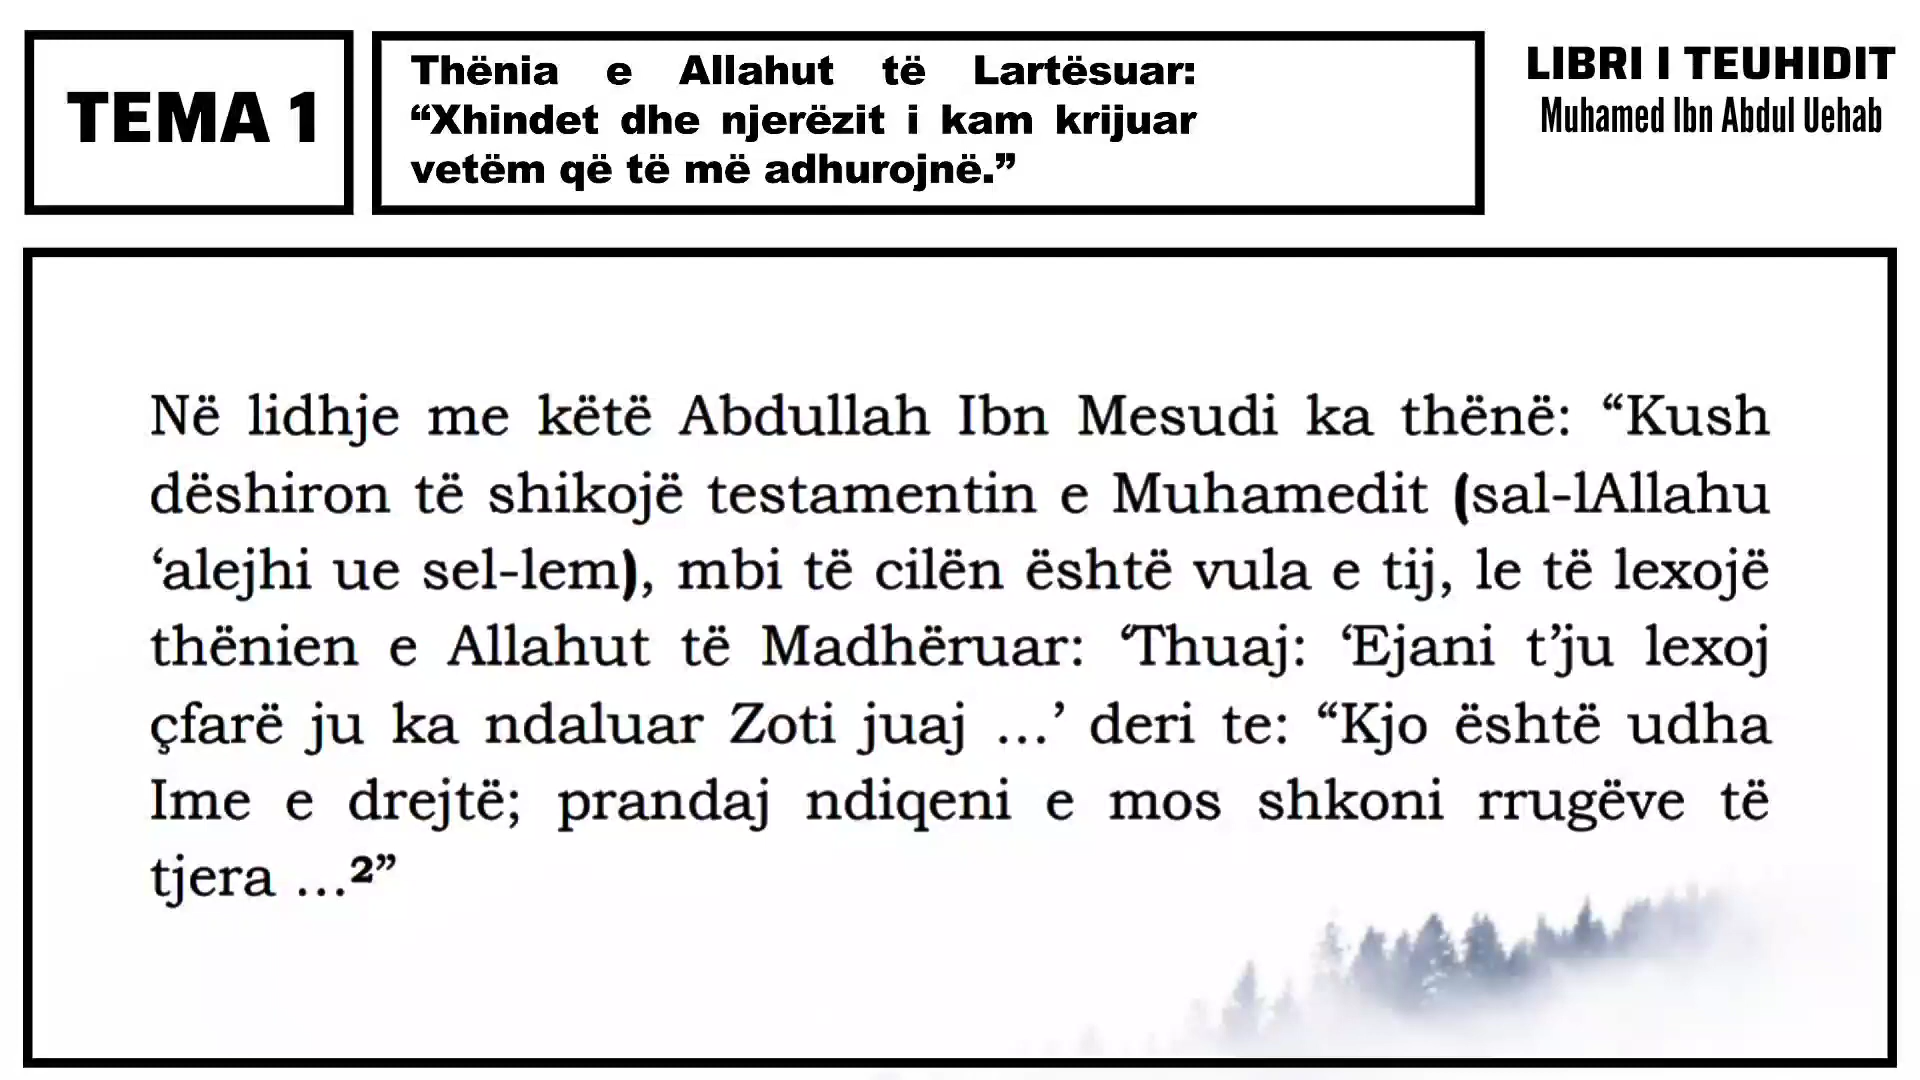 TEMA 1
Thënia e Allahut të Lartësuar:
“Xhindet dhe njerëzit i kam krijuar
vetëm që të më adhurojnë.”
LIBRI I TEUHIDIT
Muhamed Ibn Abdul Uehab
Në lidhje me këtë Abdullah Ibn Mesudi ka thënë: “Kush
dëshiron të shikojë testamentin e Muhamedit (sal-lAllahu
‘alejhi ue sel-lem), mbi të cilën është vula e tij, le të lexojë
thënien e Allahut të Madhëruar: ‘Thuaj: ‘Ejani t’ju lexoj
çfarë ju ka ndaluar Zoti juaj …’ deri te: “Kjo është udha
Ime e drejtë; prandaj ndiqeni e mos shkoni rrugëve të
tjera …²”